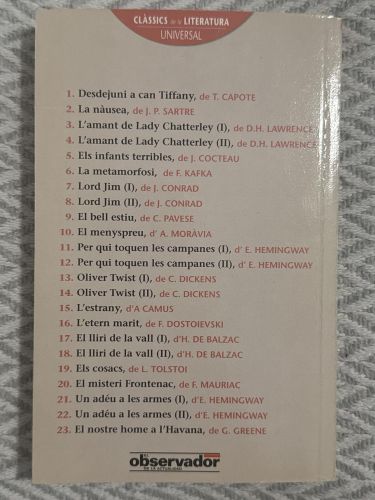 CLÀSSICS DE LA LITERATURA
UNIVERSAL
1. Desdejuni a can Tiffany, de T. CAPOTE
2. La nàusea, de J. P. SARTRE
3. L'amant de Lady Chatterley (I), de D.H. LAWRENCE
4. L'amant de Lady Chatterley (II), de D.H. LAWRENCE
5. Els infants terribles, de J. COCTEAU
6. La metamorfosi, de F. KAFKA
7. Lord Jim (I), de J. CONRAD
8. Lord Jim (II), de J. CONRAD
9. El bell estiu, de C. PAVESE
10. El menyspreu, d' A. MORÀVIA
11. Per qui toquen les campanes (I), d' E. HEMINGWAY
12. Per qui toquen les campanes (II), d' E. HEMINGWAY
13. Oliver Twist (I), de C. DICKENS
14. Oliver Twist (II), de C. DICKENS
15. L'estrany, d'A CAMUS
16. L'etern marit, de F. DOSTOIEVSKI
17. El lliri de la vall (I), d'H. DE BALZAC
18. El lliri de la vall (II), d'H. DE BALZAC
19. Els cosacs, de L. TOLSTOI
20. El misteri Frontenac, de F. MAURIAC
21. Un adéu a les armes (I), d'E. HEMINGWAY
22. Un adéu a les armes (II), d'E. HEMINGWAY
23. El nostre home a l'Havana, de G. GREENE
EL observador
DE LA ACTUALIDAD